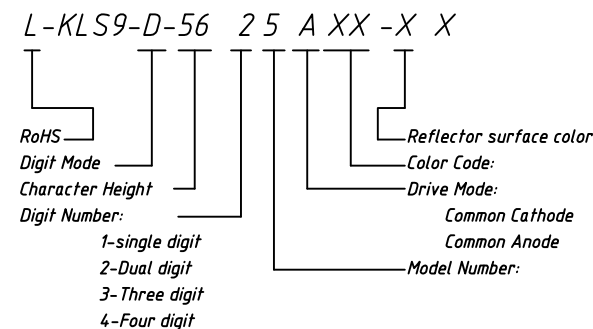 L-KLS9-D-56 2 5 A XX -X X
RoHS
Reflector surface color
Digit Mode
Color Code:
Character Height
Drive Mode:
Digit Number:
Common Cathode
1-single digit
Common Anode
2-Dual digit
Model Number:
3-Three digit
4-Four digit